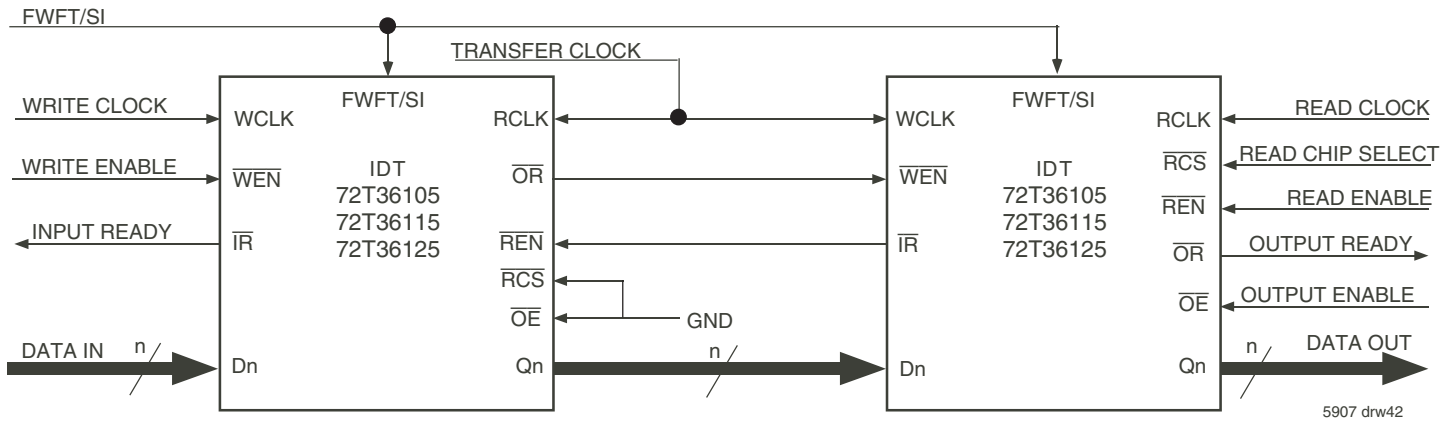 FWFT/SI
TRANSFER CLOCK
WRITE CLOCK
WRITE ENABLE
INPUT READY
DATA IN
n
FWFT/SI
WCLK
RCLK
IDT
72T36105
72T36115
72T36125
WEN
OR
IR
REN
RCS
OE
Dn
Qn
GND
n
FWFT/SI
WCLK
RCLK
IDT
72T36105
72T36115
72T36125
WEN
RCS
REN
IR
OR
OE
Dn
Qn
READ CLOCK
READ CHIP SELECT
READ ENABLE
OUTPUT READY
OUTPUT ENABLE
n
DATA OUT
5907 drw42